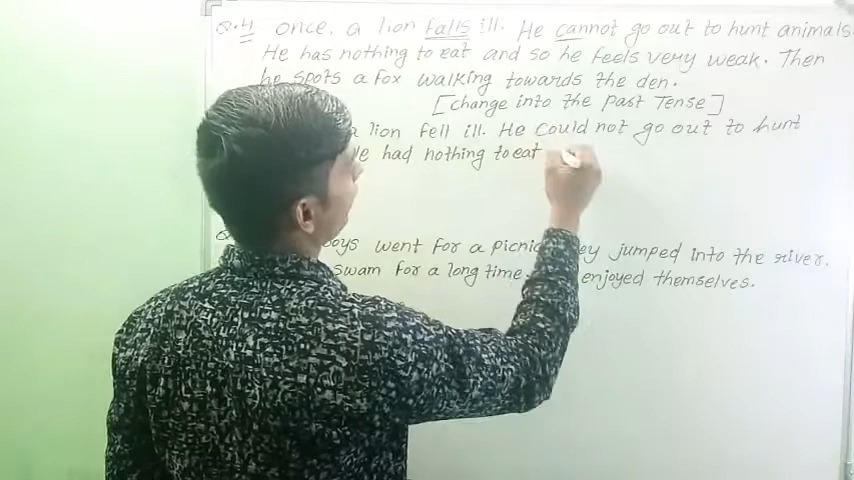 Q.4 once, a lion falls ill. He cannot go out to hunt animals.
He has nothing to eat and so he feels very weak. Then
he spots a fox walking towards the den.
[change into the Past Tense]
a lion fell ill. He could not go out to hunt
He had nothing to eat
boys went for a picnic. jumped into the river.
swam for a long time. enjoyed themselves.